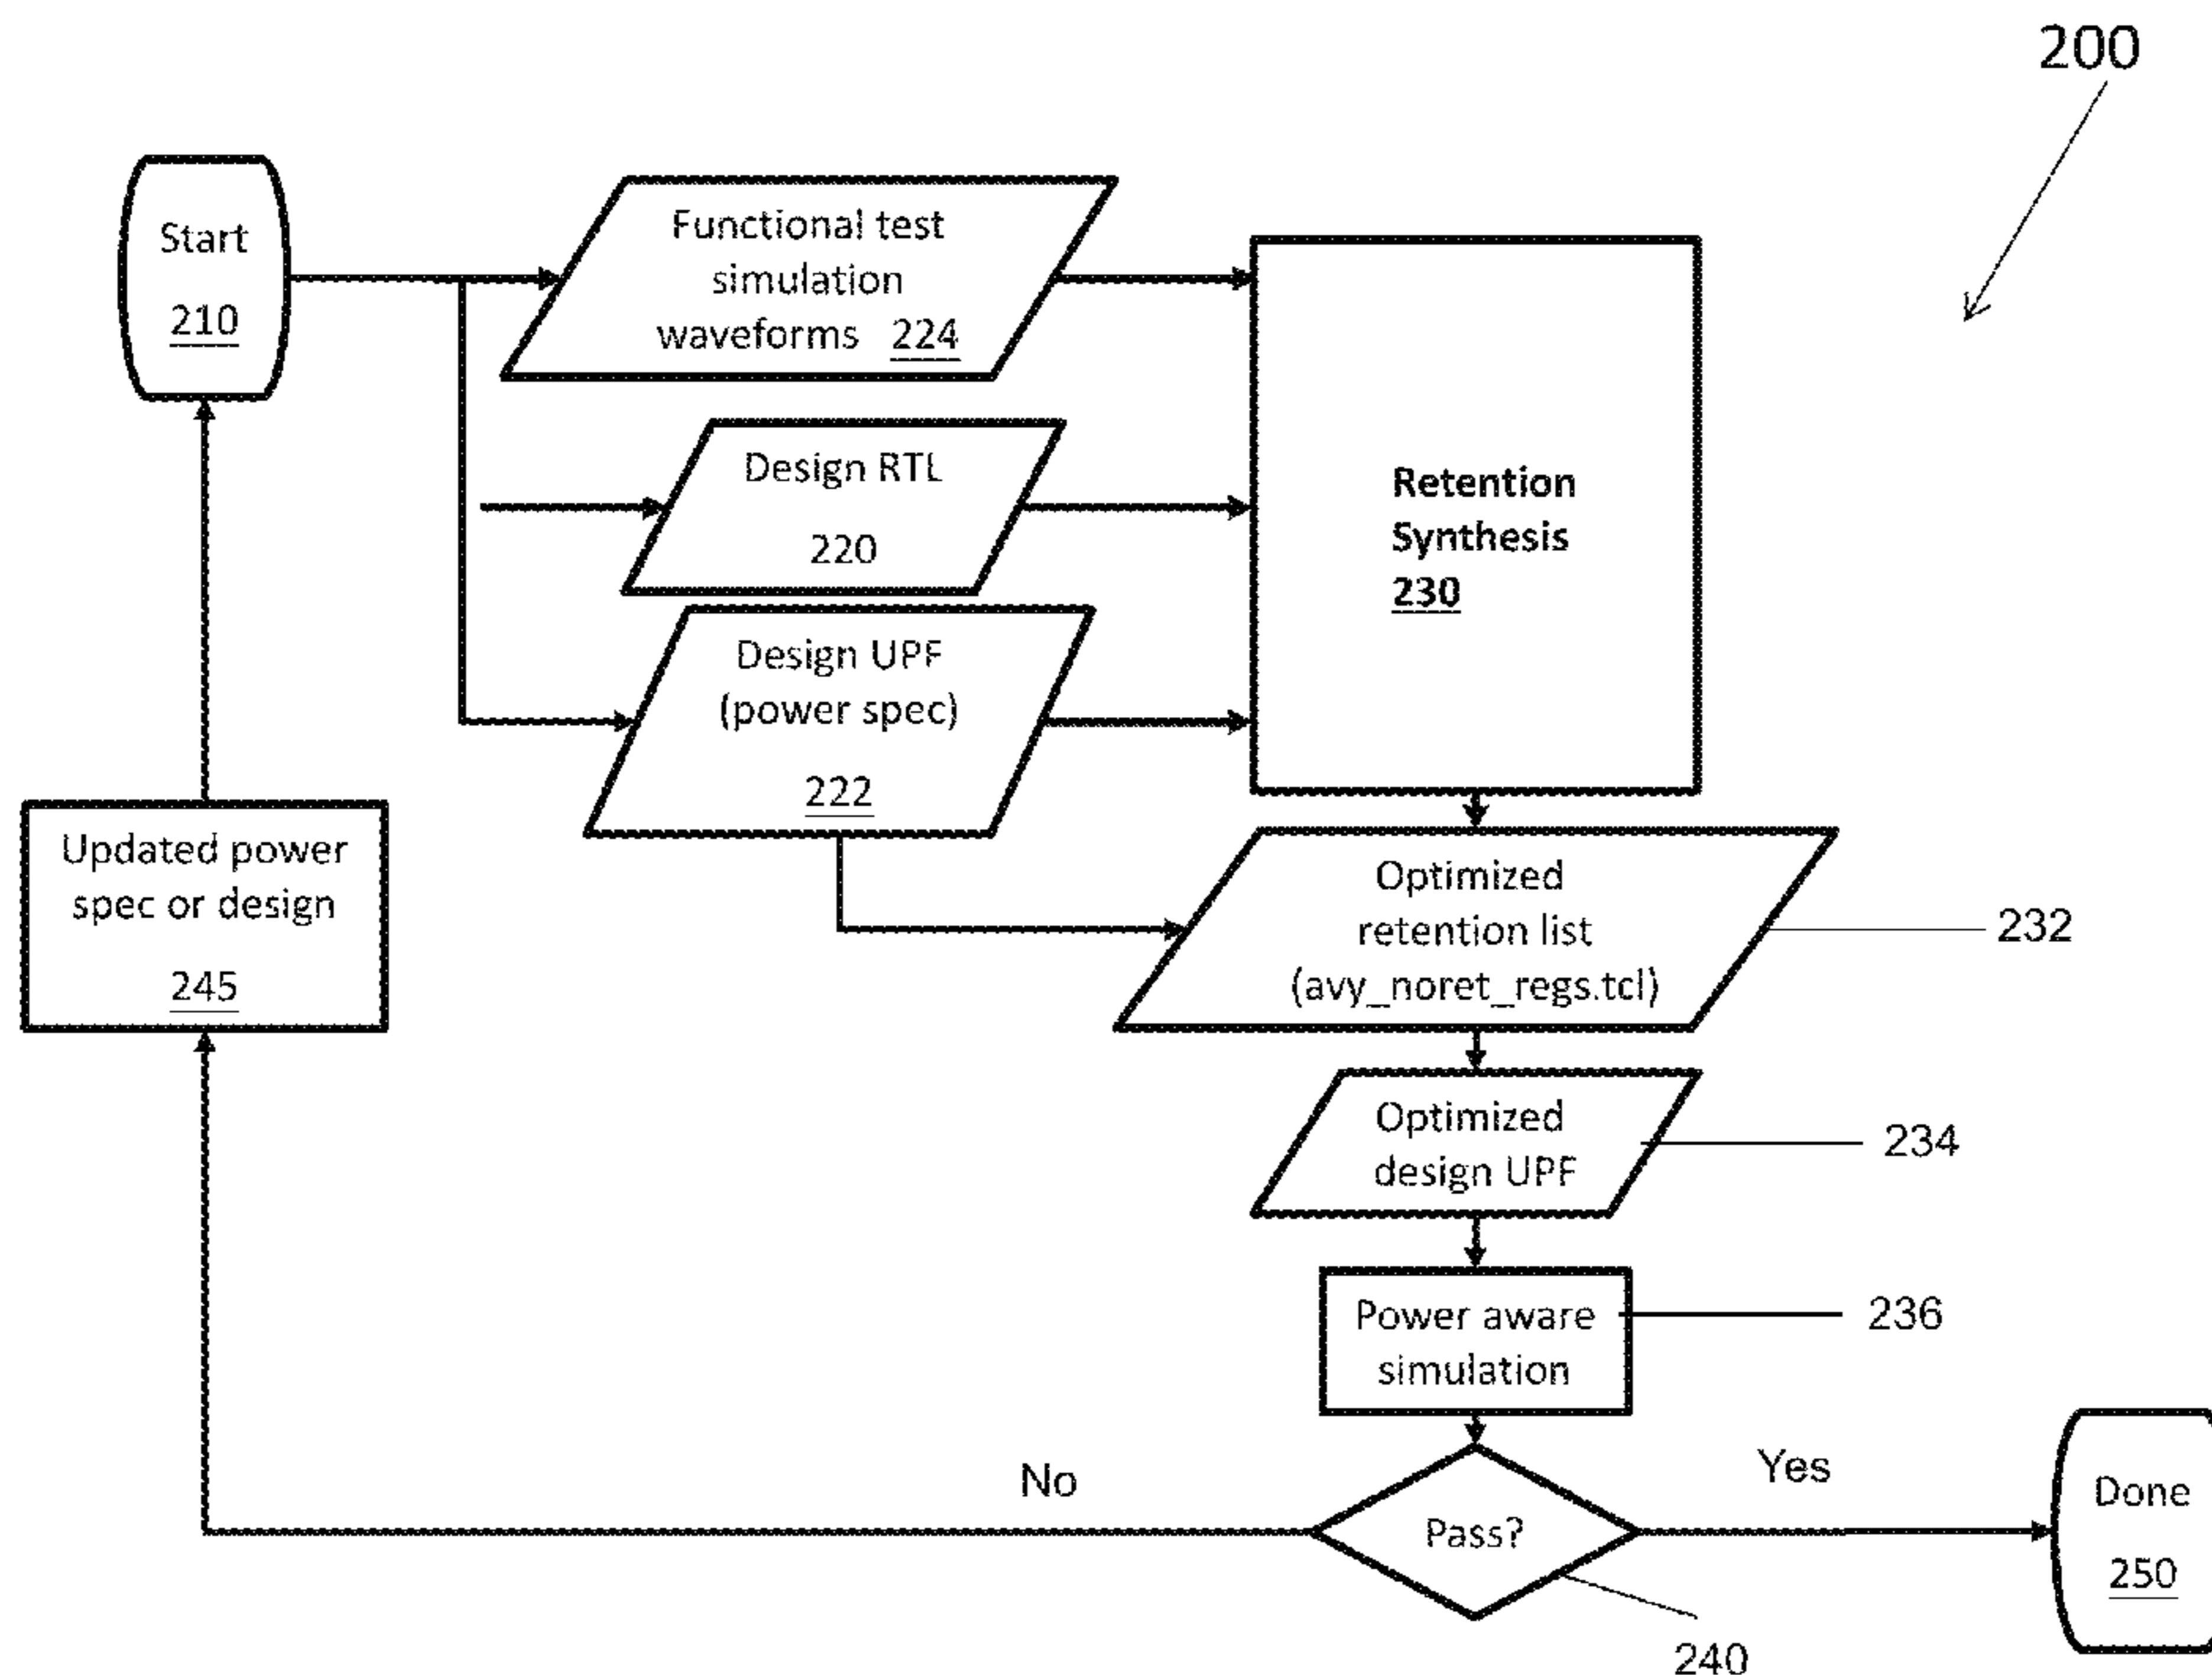 200
Start
210
Functional test
simulation
waveforms 224
Design RTL
220
Design UPF
(power spec)
222
Retention
Synthesis
230
Updated power
spec or design
245
Optimized
retention list
(avy_noret_regs.tcl)
232
Optimized
design UPF
234
Power aware
simulation
236
No
Yes
Pass?
240
Done
250